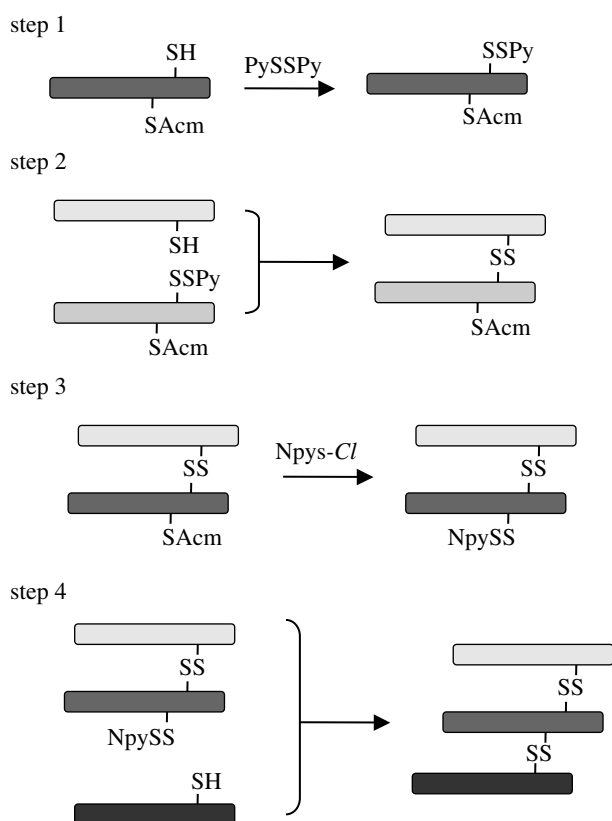 step 1
SH
PySSPy
SSPy
SAcm
SAcm
step 2
SH
SSPy
SS
SAcm
SAcm
step 3
Npys-Cl
SS
SS
SAcm
NpySS
step 4
SS
SS
NpySS
SS
SH